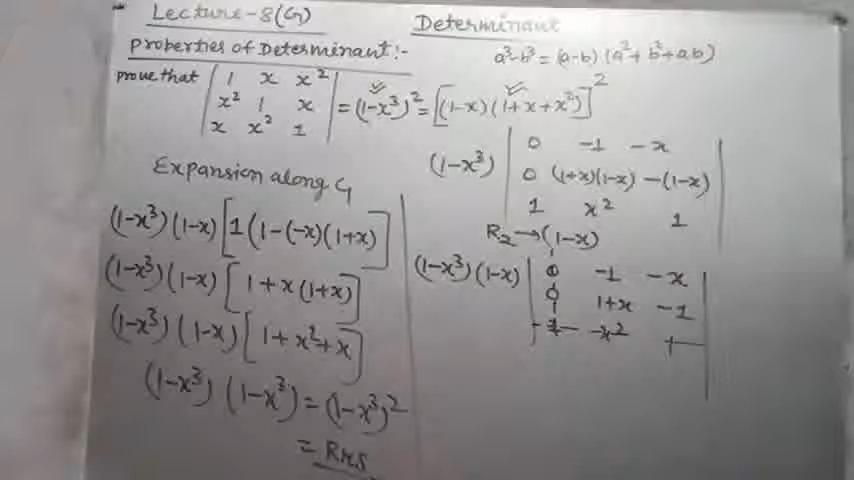 Lecture-8(G)
Determinant
properties of Determinant:-
a³-b³ = (a-b) (a²+b²+ab)
prove that | 1 x x² |
| x² 1 x | = (1-x³)² = [(1-x)(1+x+x²)]²
| x x² 1 |
Expansion along C₁
(1-x³)(1-x)[1(1-(-x)(1+x)]
(1-x³)(1-x)[1+x(1+x)]
(1-x³)(1-x)[1+x²+x]
(1-x³)(1-x³) = (1-x³)²
= RHS
| 0 -1 -x |
(1-x³) | 0 (1+x)(1-x) -(1-x) |
| 1 x² 1 |
R₂→(1-x)
(1-x³)(1-x) | 0 -1 -x |
| 0 1+x -1 |
| 1 x² 1 |